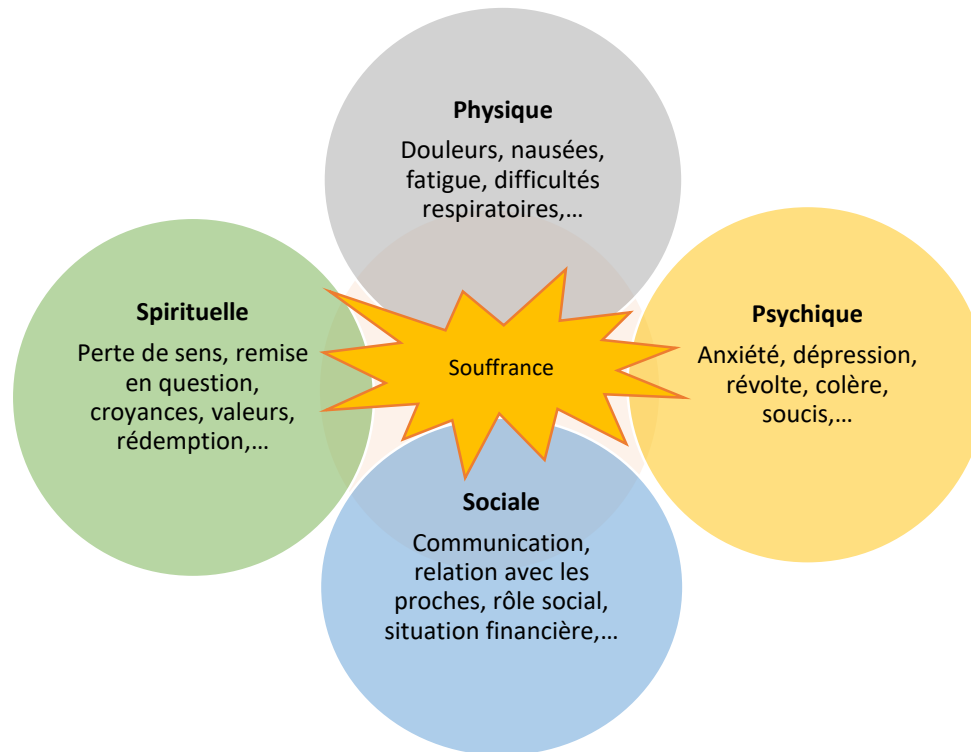 Physique
Douleurs, nausées,
fatigue, difficultés
respiratoires,…
Spirituelle
Perte de sens, remise
en question,
croyances, valeurs,
rédemption,…
Souffrance
Psychique
Anxiété, dépression,
révolte, colère,
soucis,…
Sociale
Communication,
relation avec les
proches, rôle social,
situation financière,…